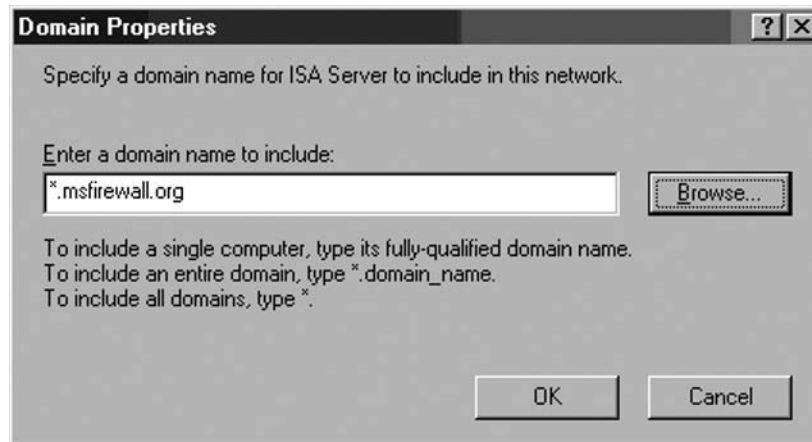 Domain Properties
Specify a domain name for ISA Server to include in this network.
Enter a domain name to include:
*.msfirewall.org
Browse...
To include a single computer, type its fully-qualified domain name.
To include an entire domain, type *.domain_name.
To include all domains, type *.
OK
Cancel